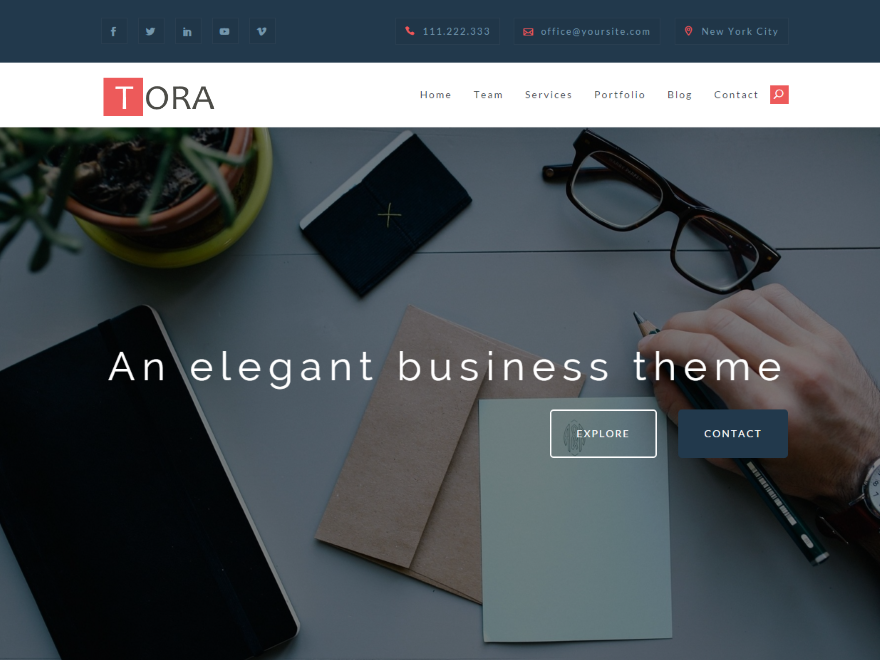 111.222.333
office@yoursite.com
New York City
TORA
Home Team Services Portfolio Blog Contact
An elegant business theme
EXPLORE
CONTACT